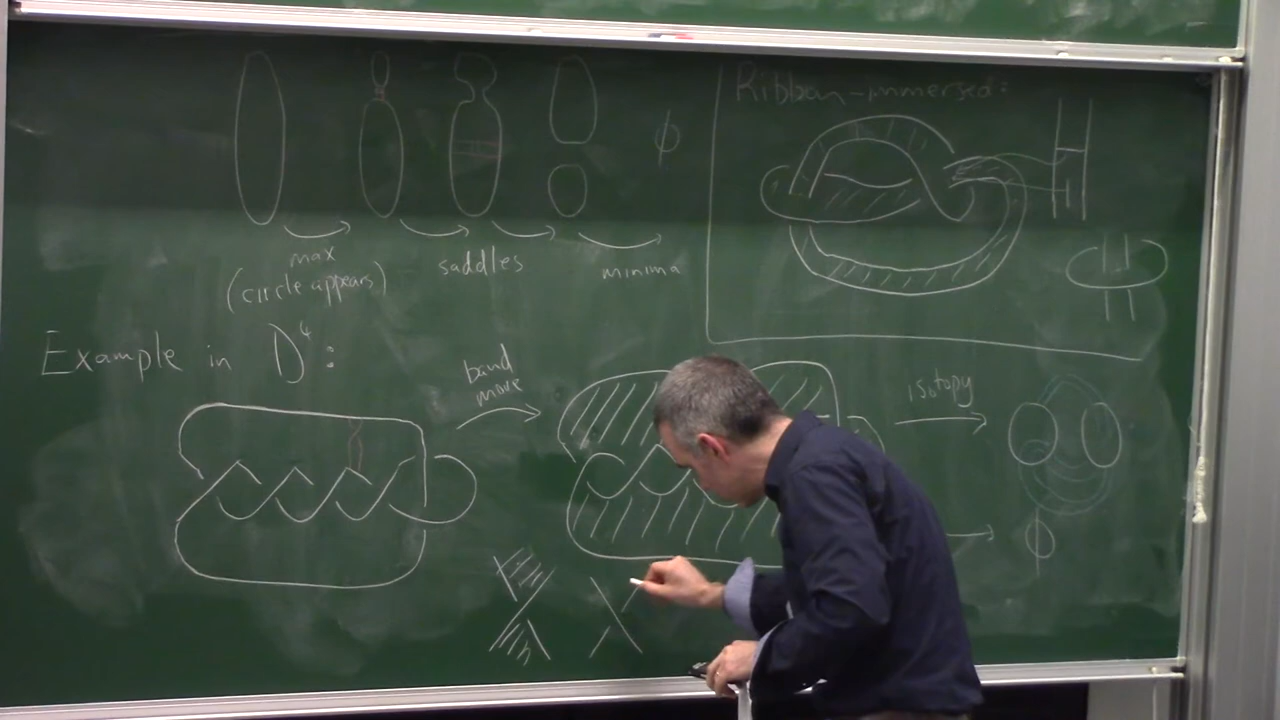 Ribbon-immersed:
ϕ
max
(circle appears)
saddles
minima
Example in D⁴:
band
move
isotopy
ϕ